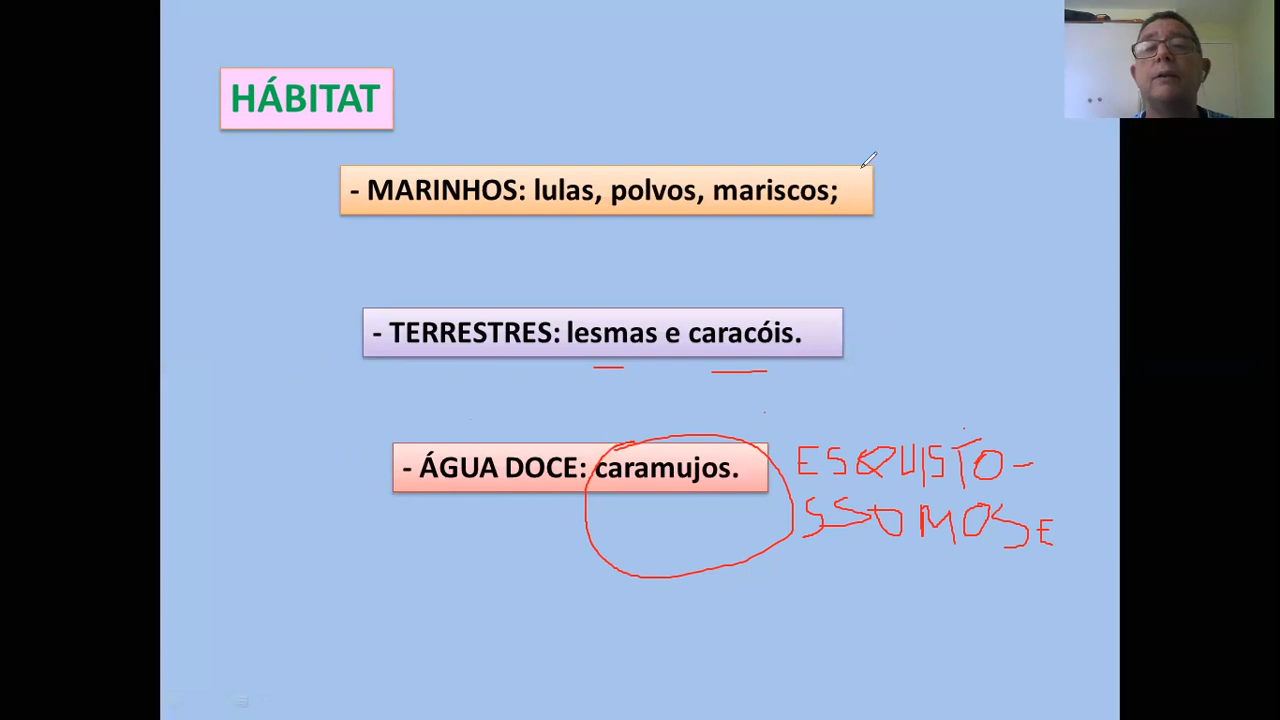 HÁBITAT
- MARINHOS: lulas, polvos, mariscos;
- TERRESTRES: lesmas e caracóis.
- ÁGUA DOCE: caramujos.
ESQUISTO-
SSOMOSE